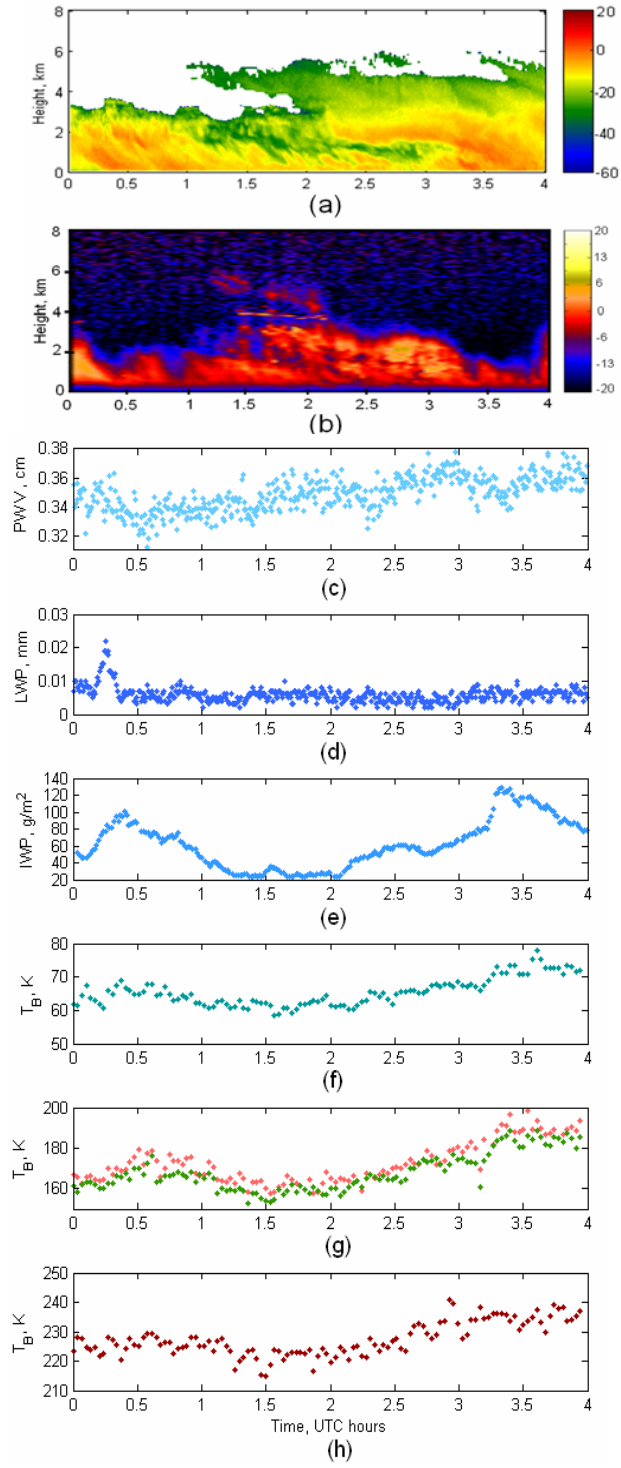 8
6
4
2
0
Height, km
0 0.5 1 1.5 2 2.5 3 3.5 4
20
0
-20
-40
-60
(a)
8
6
4
2
0
Height, km
0 0.5 1 1.5 2 2.5 3 3.5 4
20
13
6
0
-6
-13
-20
(b)
0.38
0.36
0.34
0.32
PWV, cm
0 0.5 1 1.5 2 2.5 3 3.5 4
(c)
0.03
0.02
0.01
0
LWP, mm
0 0.5 1 1.5 2 2.5 3 3.5 4
(d)
140
120
100
80
60
40
20
IWP, g/m²
0 0.5 1 1.5 2 2.5 3 3.5 4
(e)
80
70
60
50
T_B, K
0 0.5 1 1.5 2 2.5 3 3.5 4
(f)
200
180
160
T_B, K
0 0.5 1 1.5 2 2.5 3 3.5 4
(g)
250
240
230
220
210
T_B, K
0 0.5 1 1.5 2 2.5 3 3.5 4
Time, UTC hours
(h)